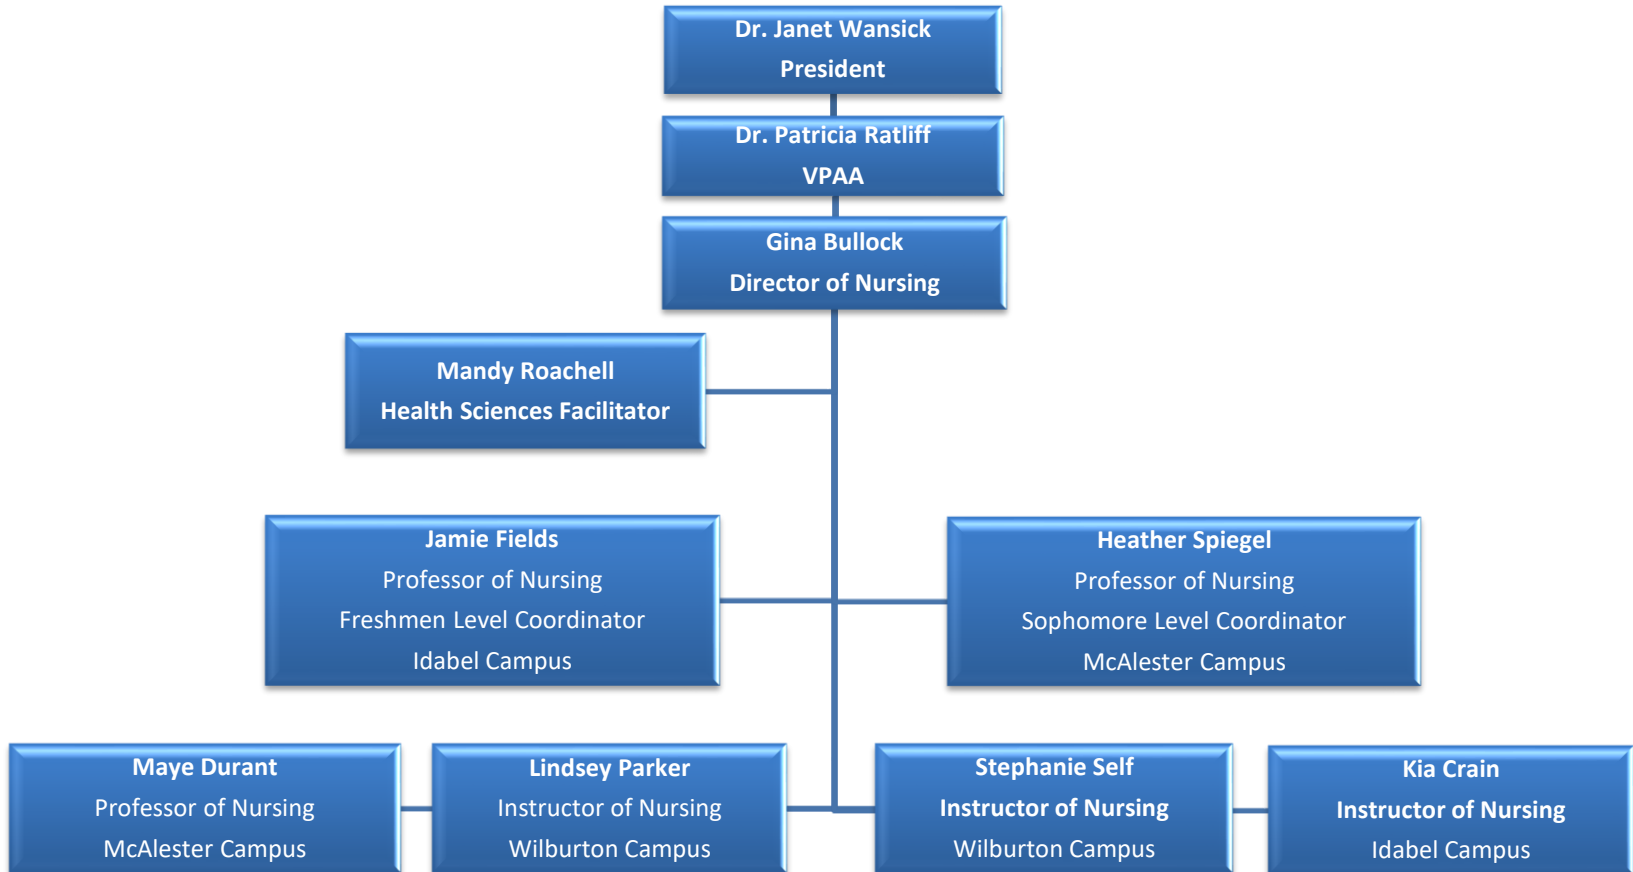 Dr. Janet Wansick
President
Dr. Patricia Ratliff
VPAA
Gina Bullock
Director of Nursing
Mandy Roachell
Health Sciences Facilitator
Jamie Fields
Professor of Nursing
Freshmen Level Coordinator
Idabel Campus
Heather Spiegel
Professor of Nursing
Sophomore Level Coordinator
McAlester Campus
Maye Durant
Professor of Nursing
McAlester Campus
Lindsey Parker
Instructor of Nursing
Wilburton Campus
Stephanie Self
Instructor of Nursing
Wilburton Campus
Kia Crain
Instructor of Nursing
Idabel Campus